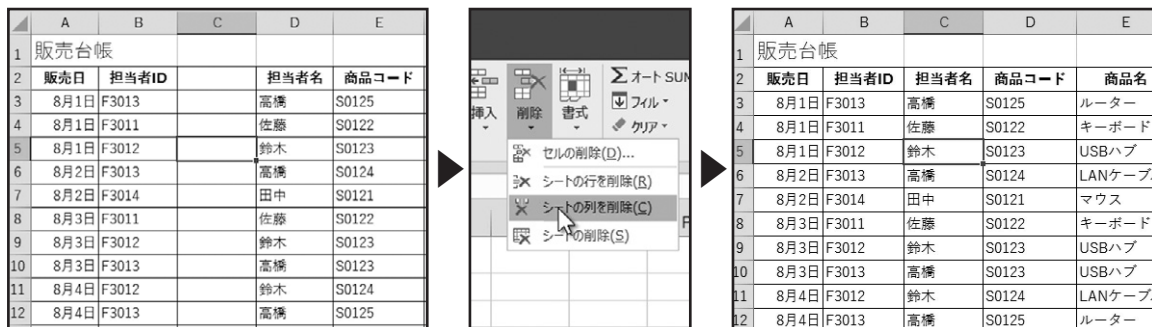 A B C D E
1 販売台帳
2 販売日 担当者ID 担当者名 商品コード
3 8月1日 F3013 高橋 S0125
4 8月1日 F3011 佐藤 S0122
5 8月1日 F3012 鈴木 S0123
6 8月2日 F3013 高橋 S0124
7 8月2日 F3014 田中 S0121
8 8月3日 F3011 佐藤 S0122
9 8月3日 F3012 鈴木 S0123
10 8月3日 F3013 高橋 S0123
11 8月4日 F3012 鈴木 S0124
12 8月4日 F3013 高橋 S0125
挿入 削除 書式
Σ オート SUM
フィル
クリア
セルの削除(D)...
シートの行を削除(R)
シートの列を削除(C)
シートの削除(S)
A B C D E
1 販売台帳
2 販売日 担当者ID 担当者名 商品コード 商品名
3 8月1日 F3013 高橋 S0125 ルーター
4 8月1日 F3011 佐藤 S0122 キーボード
5 8月1日 F3012 鈴木 S0123 USBハブ
6 8月2日 F3013 高橋 S0124 LANケーブ
7 8月2日 F3014 田中 S0121 マウス
8 8月3日 F3011 佐藤 S0122 キーボード
9 8月3日 F3012 鈴木 S0123 USBハブ
10 8月3日 F3013 高橋 S0123 USBハブ
11 8月4日 F3012 鈴木 S0124 LANケーブ
12 8月4日 F3013 高橋 S0125 ルーター